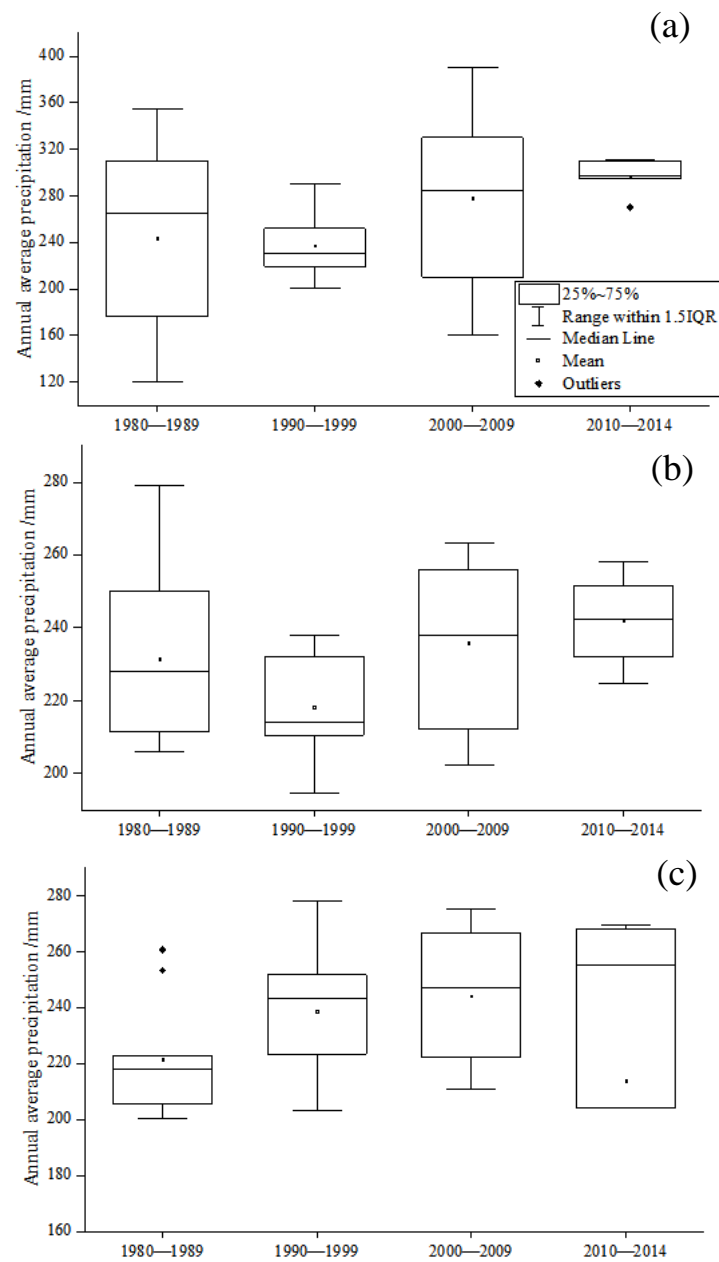 (a)
Annual average precipitation /mm
400
360
320
280
240
200
160
120
25%~75%
Range within 1.5IQR
Median Line
Mean
Outliers
1980—1989 1990—1999 2000—2009 2010—2014
(b)
Annual average precipitation /mm
280
260
240
220
200
1980—1989 1990—1999 2000—2009 2010—2014
(c)
Annual average precipitation /mm
280
260
240
220
200
180
160
1980—1989 1990—1999 2000—2009 2010—2014